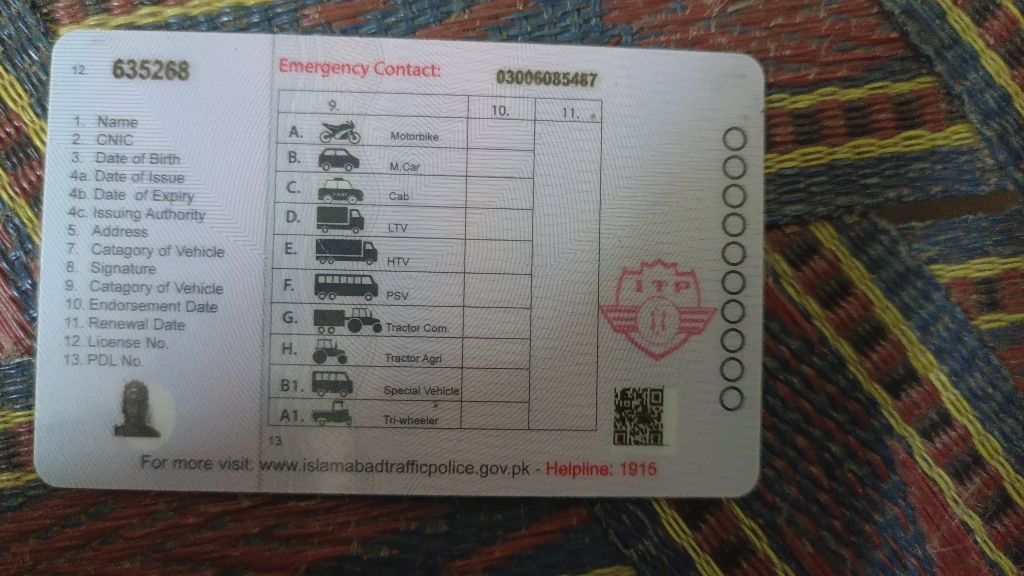 12. 635268
Emergency Contact: 03006085487
1. Name
2. CNIC
3. Date of Birth
4a. Date of Issue
4b. Date of Expiry
4c. Issuing Authority
5. Address
7. Catagory of Vehicle
8. Signature
9. Catagory of Vehicle
10. Endorsement Date
11. Renewal Date
12. License No.
13. PDL No.
9. 10. 11.
A. Motorbike
B. M.Car
C. Cab
D. LTV
E. HTV
F. PSV
G. Tractor Com.
H. Tractor Agri
B1. Special Vehicle
A1. Tri-wheeler
ITP
13
For more visit: www.islamabadtrafficpolice.gov.pk - Helpline: 1915